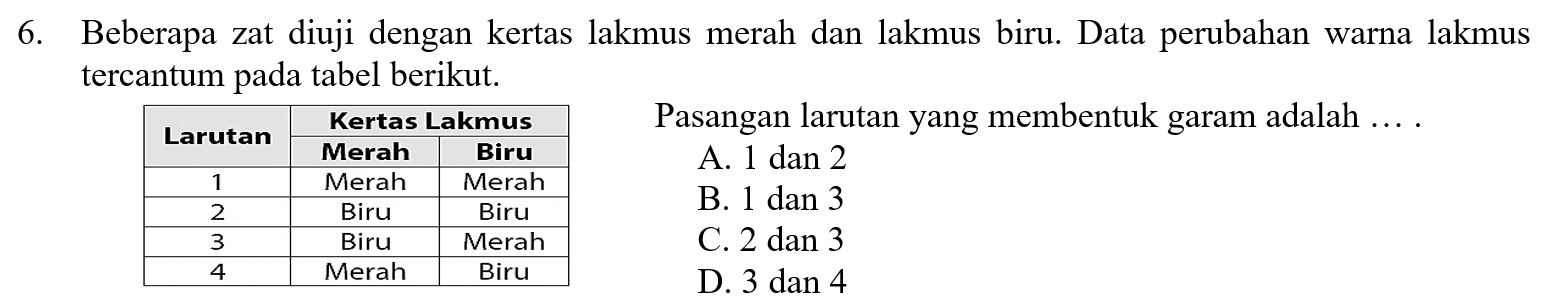 6. Beberapa zat diuji dengan kertas lakmus merah dan lakmus biru. Data perubahan warna lakmus
tercantum pada tabel berikut.
Larutan Kertas Lakmus
Merah Biru
1 Merah Merah
2 Biru Biru
3 Biru Merah
4 Merah Biru
Pasangan larutan yang membentuk garam adalah ... .
A. 1 dan 2
B. 1 dan 3
C. 2 dan 3
D. 3 dan 4